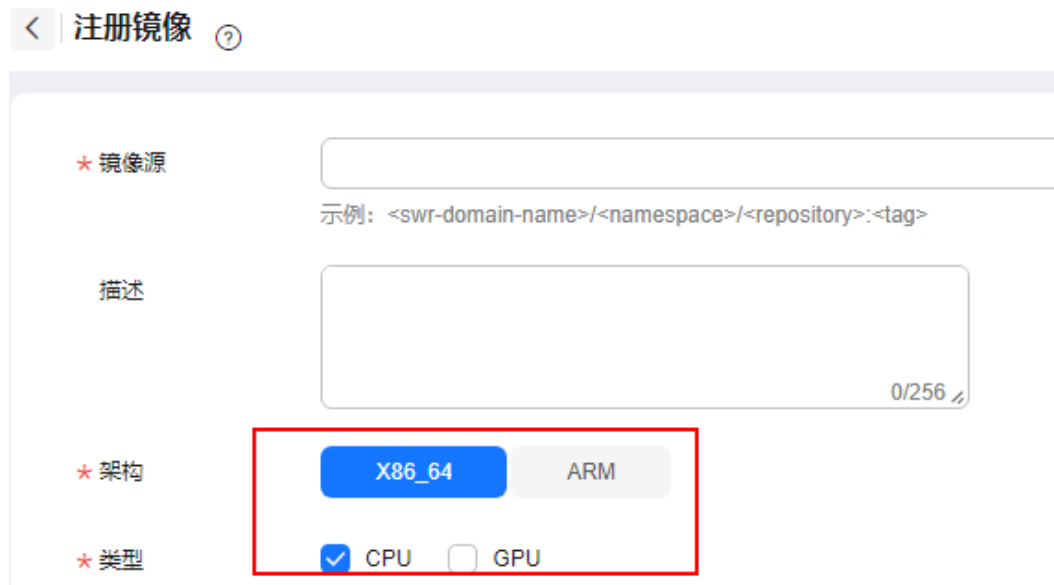 注册镜像 ?
* 镜像源
示例：<swr-domain-name>/<namespace>/<repository>:<tag>
描述
0/256
* 架构 X86_64 ARM
* 类型 CPU GPU